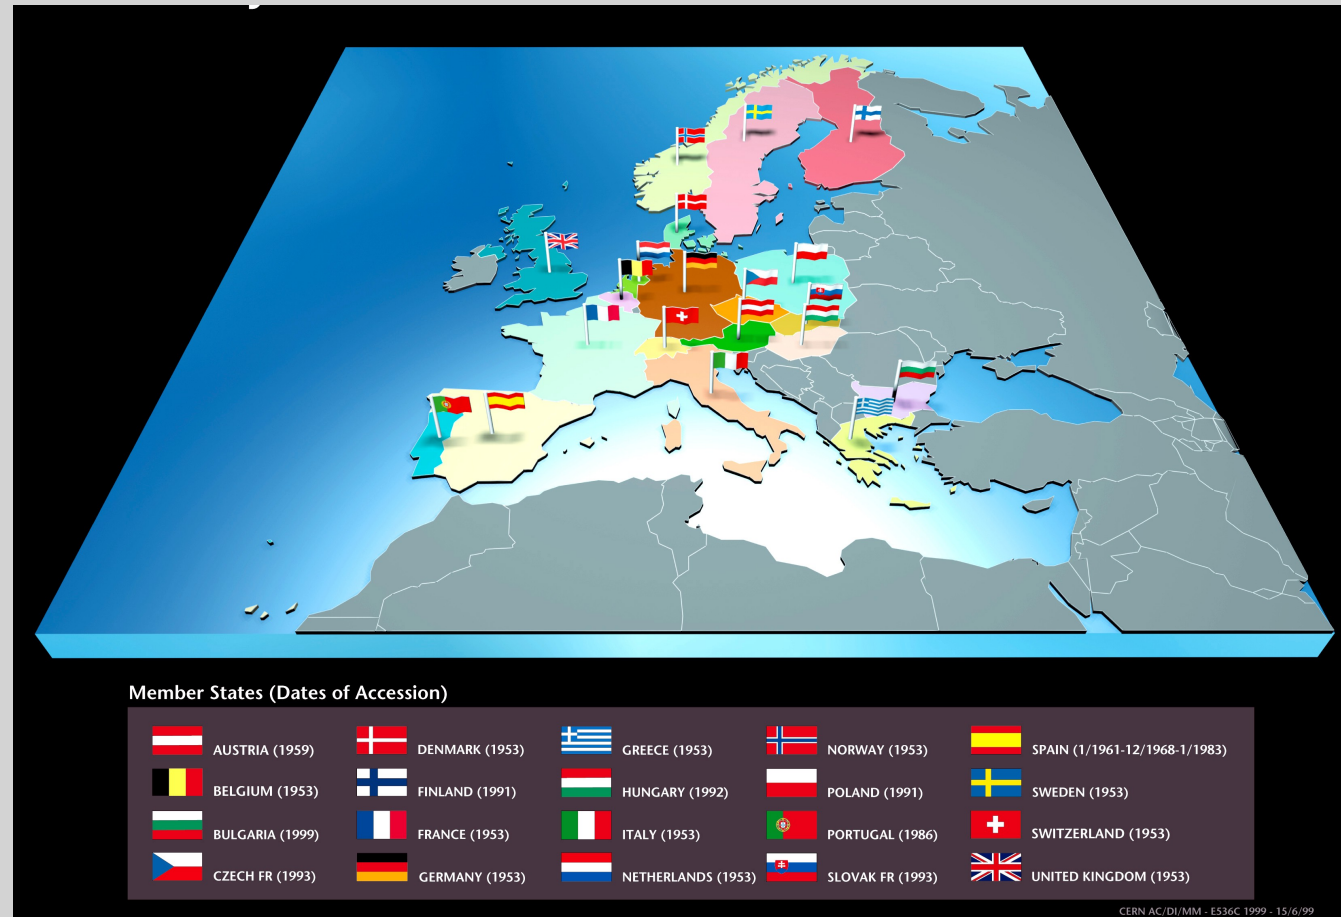 Member States (Dates of Accession)
AUSTRIA (1959) DENMARK (1953) GREECE (1953) NORWAY (1953) SPAIN (1/1961-12/1968-1/1983)
BELGIUM (1953) FINLAND (1991) HUNGARY (1992) POLAND (1991) SWEDEN (1953)
BULGARIA (1999) FRANCE (1953) ITALY (1953) PORTUGAL (1986) SWITZERLAND (1953)
CZECH FR (1993) GERMANY (1953) NETHERLANDS (1953) SLOVAK FR (1993) UNITED KINGDOM (1953)
CERN AC/DI/MM - E536C 1999 - 15/6/99